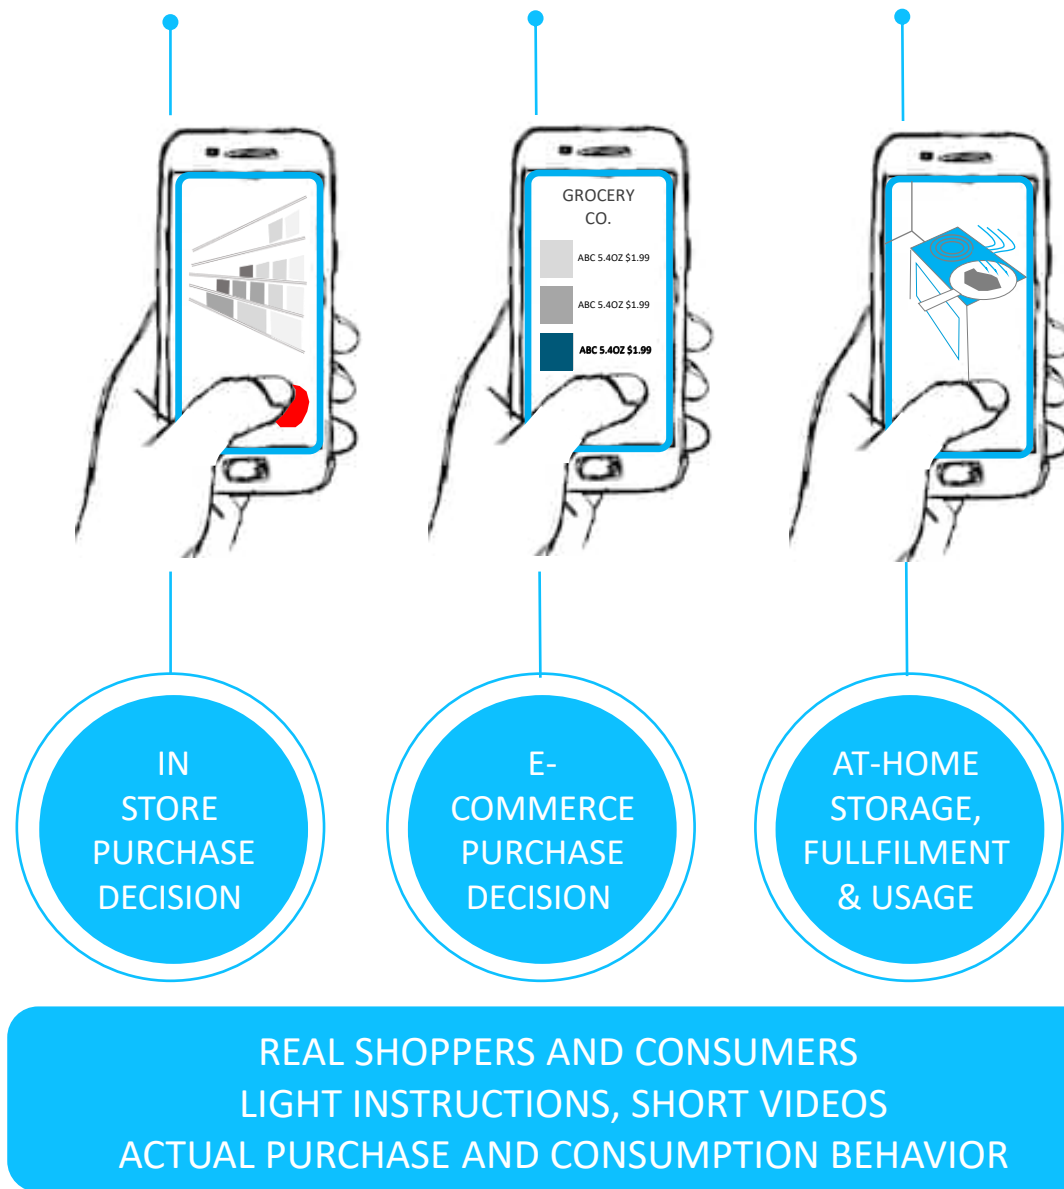 GROCERY
CO.
ABC 5.4OZ $1.99
ABC 5.4OZ $1.99
ABC 5.4OZ $1.99
IN
STORE
PURCHASE
DECISION
E-
COMMERCE
PURCHASE
DECISION
AT-HOME
STORAGE,
FULLFILMENT
& USAGE
REAL SHOPPERS AND CONSUMERS
LIGHT INSTRUCTIONS, SHORT VIDEOS
ACTUAL PURCHASE AND CONSUMPTION BEHAVIOR